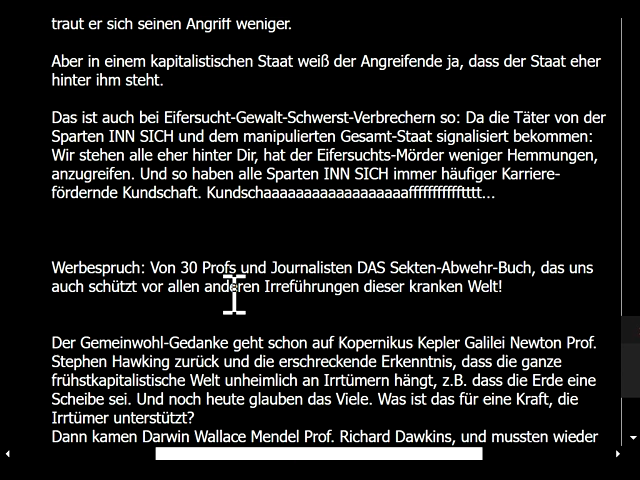 traut er sich seinen Angriff weniger.
Aber in einem kapitalistischen Staat weiß der Angreifende ja, dass der Staat eher
hinter ihm steht.
Das ist auch bei Eifersucht-Gewalt-Schwerst-Verbrechern so: Da die Täter von der
Sparten INN SICH und dem manipulierten Gesamt-Staat signalisiert bekommen:
Wir stehen alle eher hinter Dir, hat der Eifersuchts-Mörder weniger Hemmungen,
anzugreifen. Und so haben alle Sparten INN SICH immer häufiger Karriere-
fördernde Kundschaft. Kundschaaaaaaaaaaaaaaaaaaafffffffffffftttt...
Werbespruch: Von 30 Profs und Journalisten DAS Sekten-Abwehr-Buch, das uns
auch schützt vor allen anderen Irreführungen dieser kranken Welt!
Der Gemeinwohl-Gedanke geht schon auf Kopernikus Kepler Galilei Newton Prof.
Stephen Hawking zurück und die erschreckende Erkenntnis, dass die ganze
frühstkapitalistische Welt unheimlich an Irrtümern hängt, z.B. dass die Erde eine
Scheibe sei. Und noch heute glauben das Viele. Was ist das für eine Kraft, die
Irrtümer unterstützt?
Dann kamen Darwin Wallace Mendel Prof. Richard Dawkins, und mussten wieder